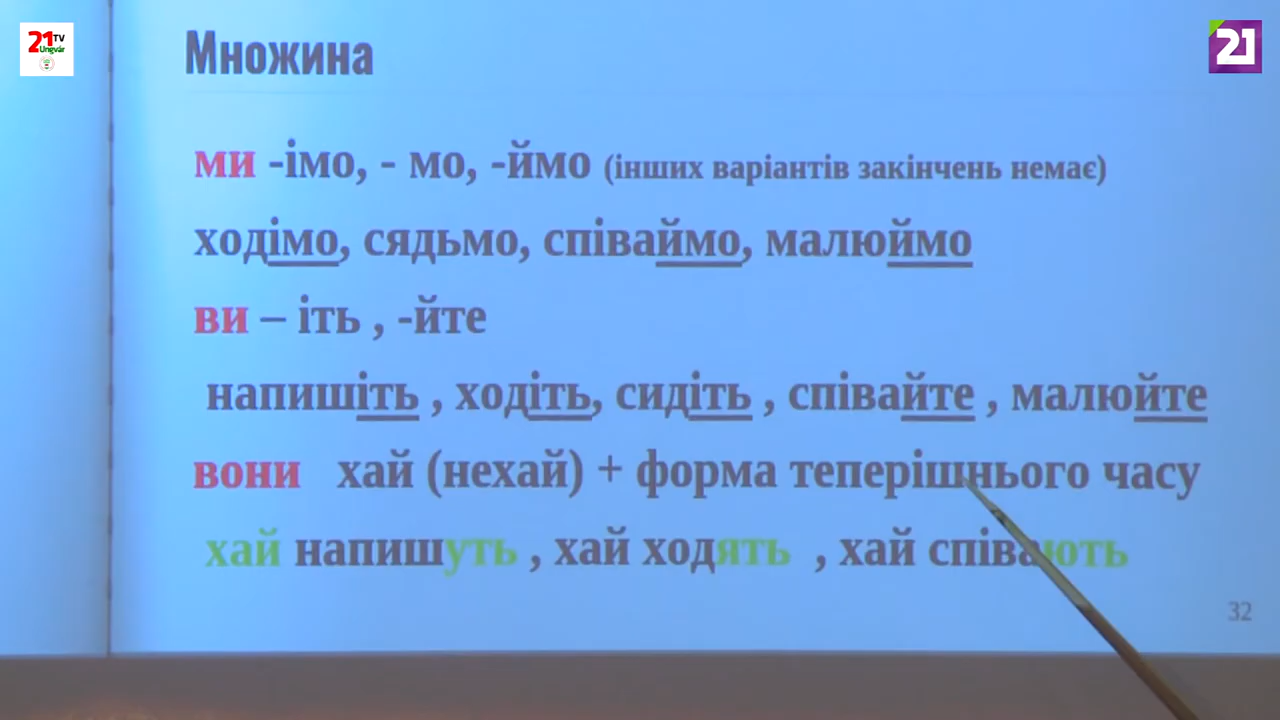 21 TV
Ungvár
21
Множина
ми -імо, - мо, -ймо (інших варіантів закінчень немає)
ходімо, сядьмо, співаймо, малюймо
ви – іть , -йте
напишіть , ходіть, сидіть , співайте , малюйте
вони хай (нехай) + форма теперішнього часу
хай напишуть , хай ходять , хай співають
32